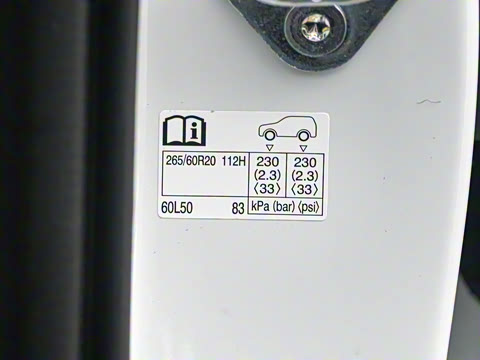 i
265/60R20 112H 230 230
(2.3) (2.3)
⟨33⟩ ⟨33⟩
60L50 83 kPa (bar) ⟨psi⟩